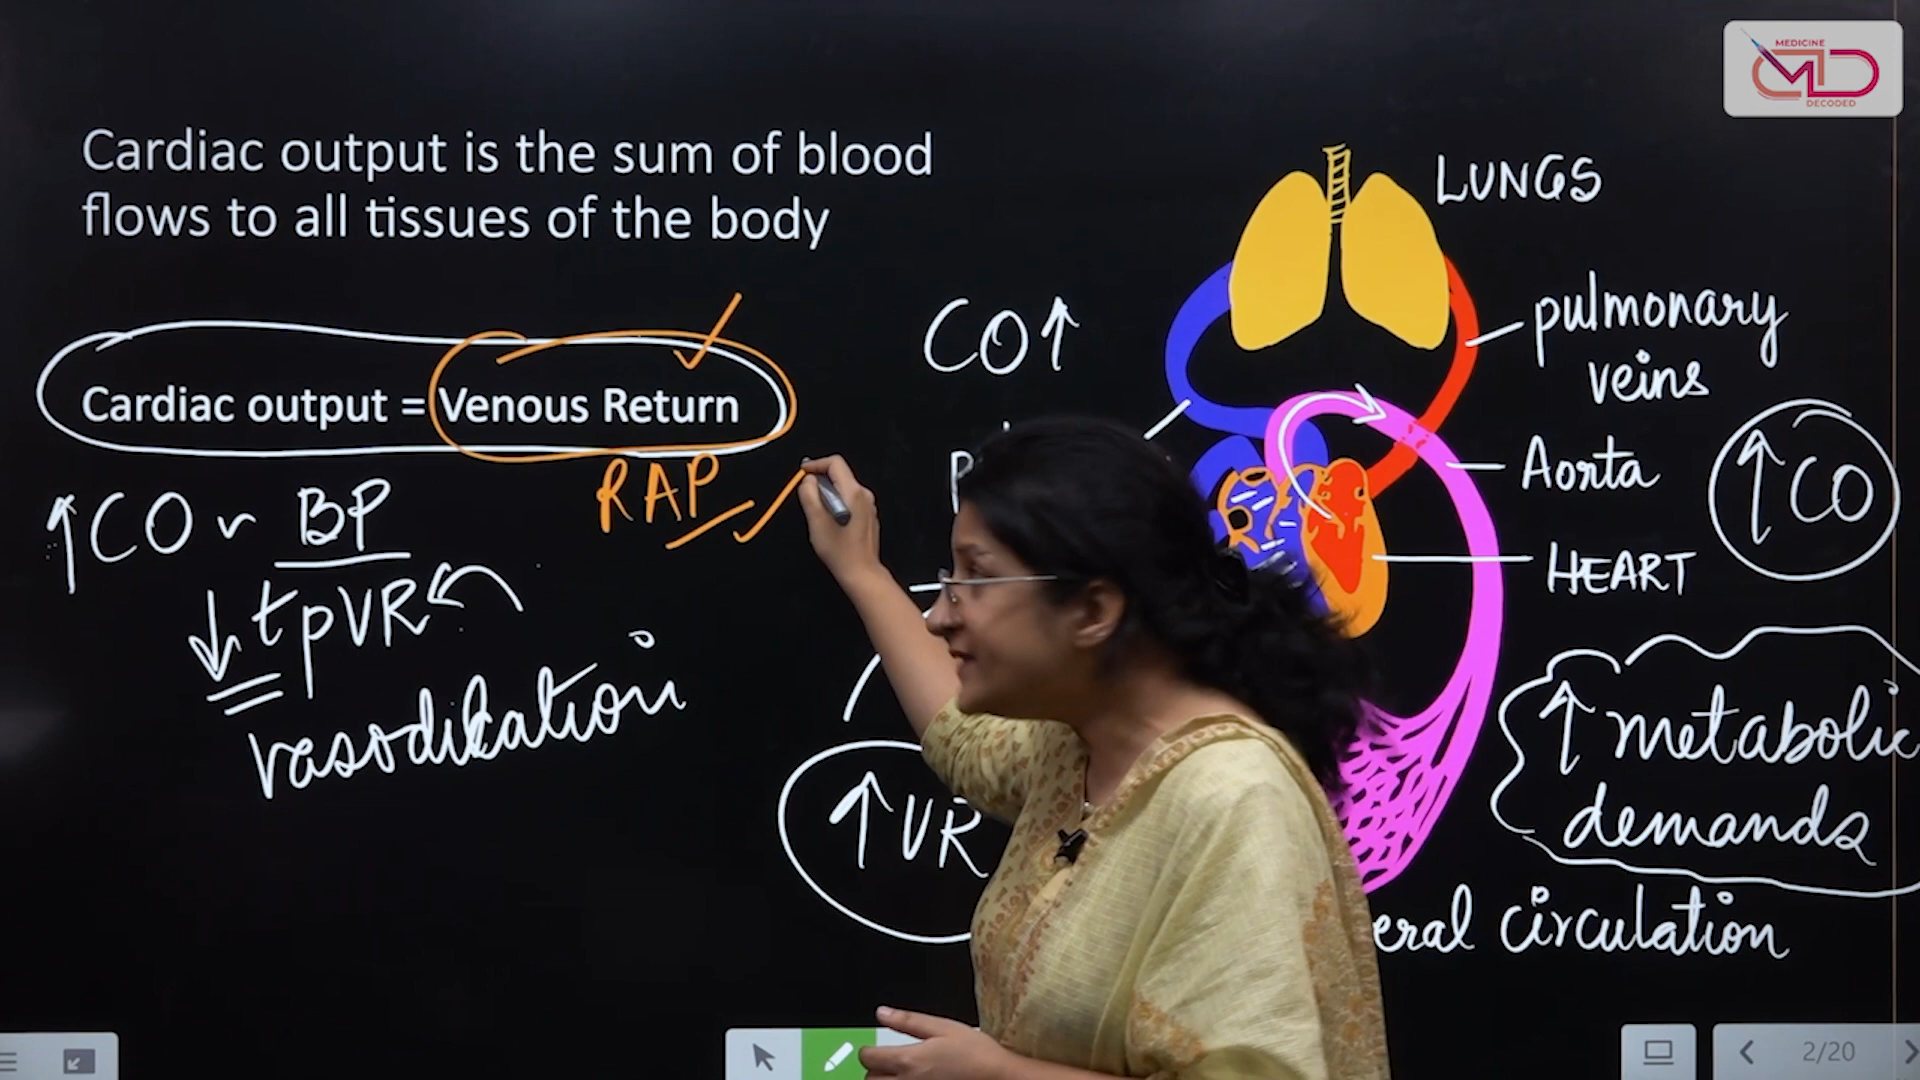 MEDICINE
MD
DECODED
Cardiac output is the sum of blood
flows to all tissues of the body
LUNGS
CO↑
pulmonary
veins
Cardiac output = Venous Return
Aorta
↑CO
RAP
↑CO ~ BP
HEART
↓ tpVR
vasodilation
↑ metabolic
demands
↑VR
eral circulation
2/20